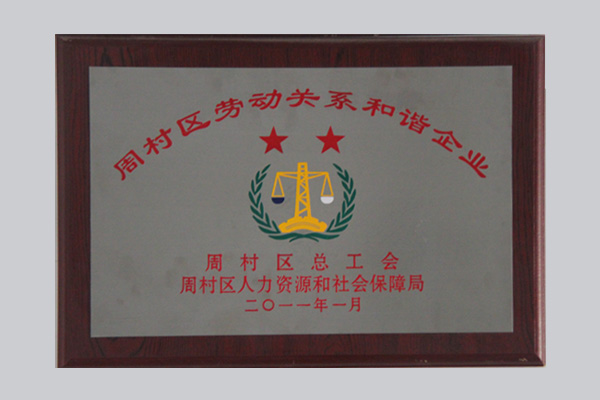 周村区劳动关系和谐企业
周村区总工会
周村区人力资源和社会保障局
二〇一一年一月